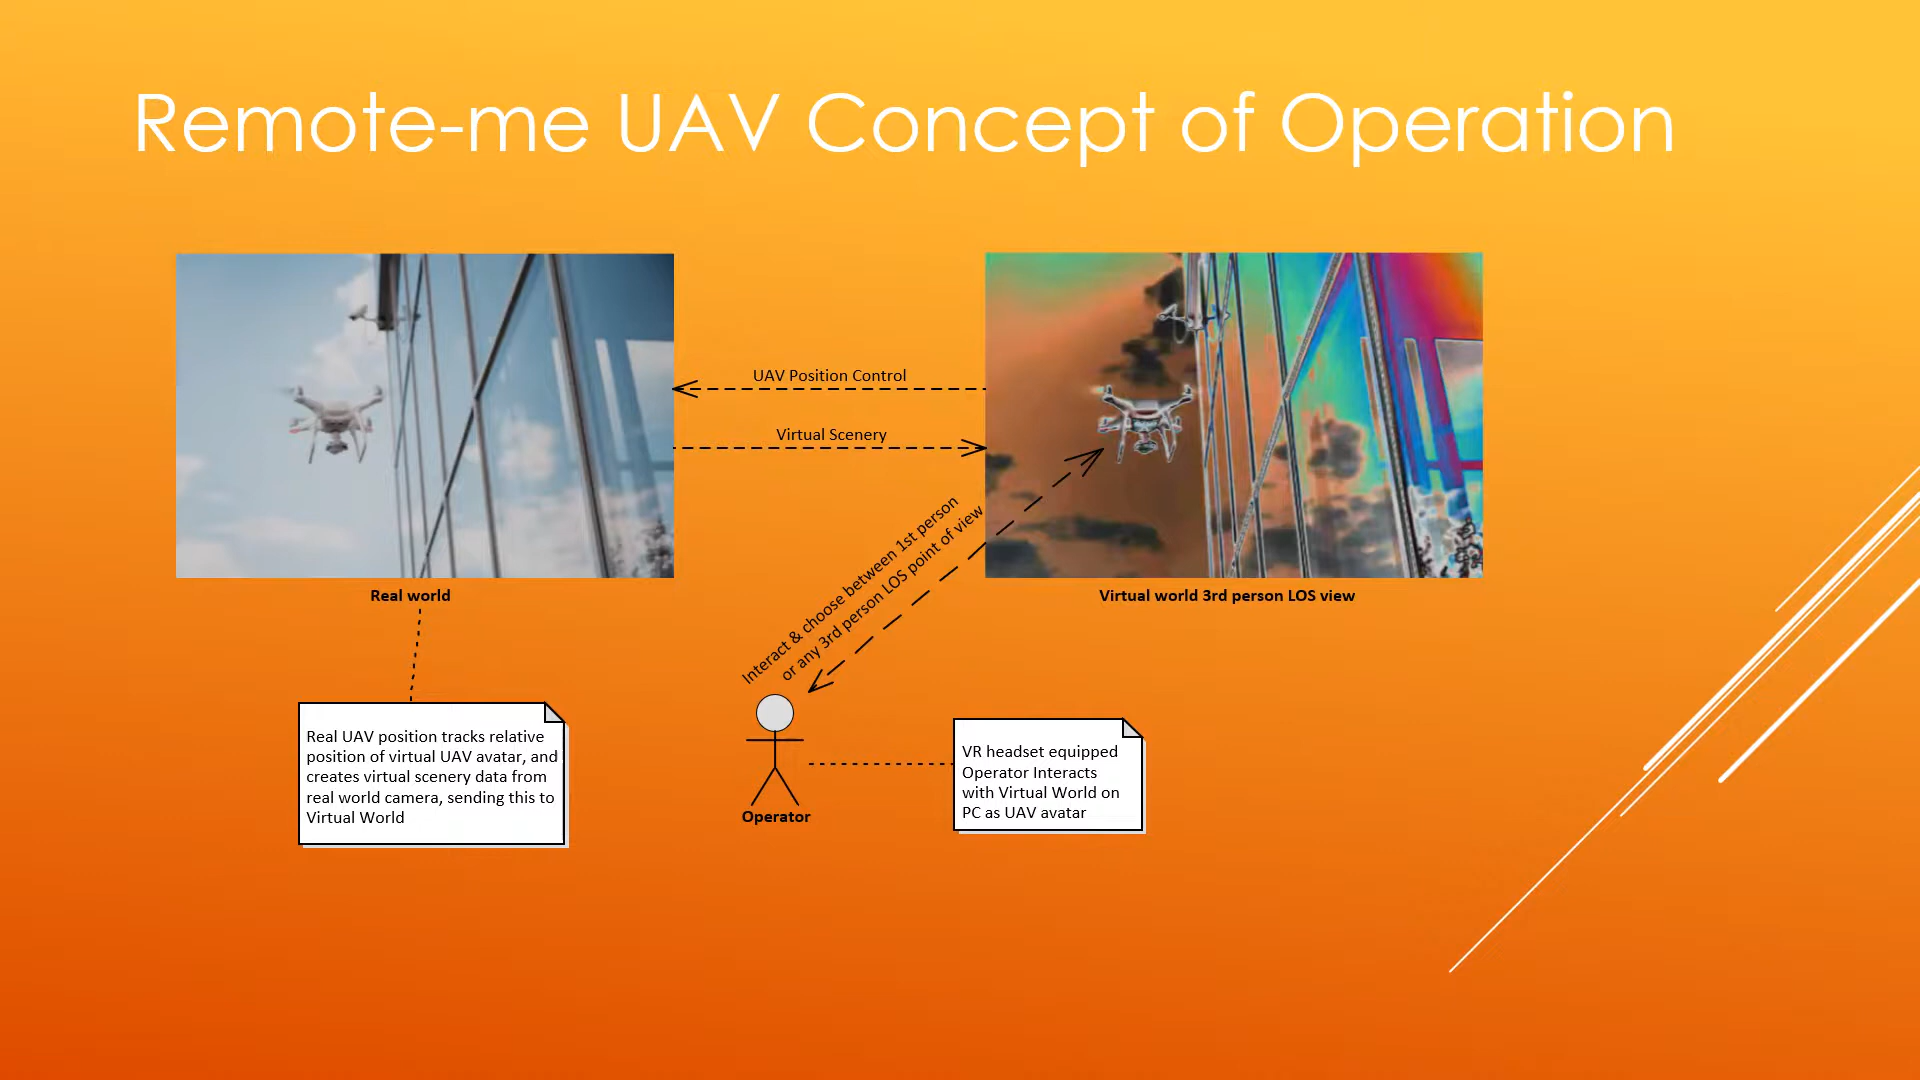 Remote-me UAV Concept of Operation
UAV Position Control
Virtual Scenery
Interact & choose between 1st person
or any 3rd person LOS point of view
Real world
Virtual world 3rd person LOS view
Real UAV position tracks relative
position of virtual UAV avatar, and
creates virtual scenery data from
real world camera, sending this to
Virtual World
Operator
VR headset equipped
Operator Interacts
with Virtual World on
PC as UAV avatar